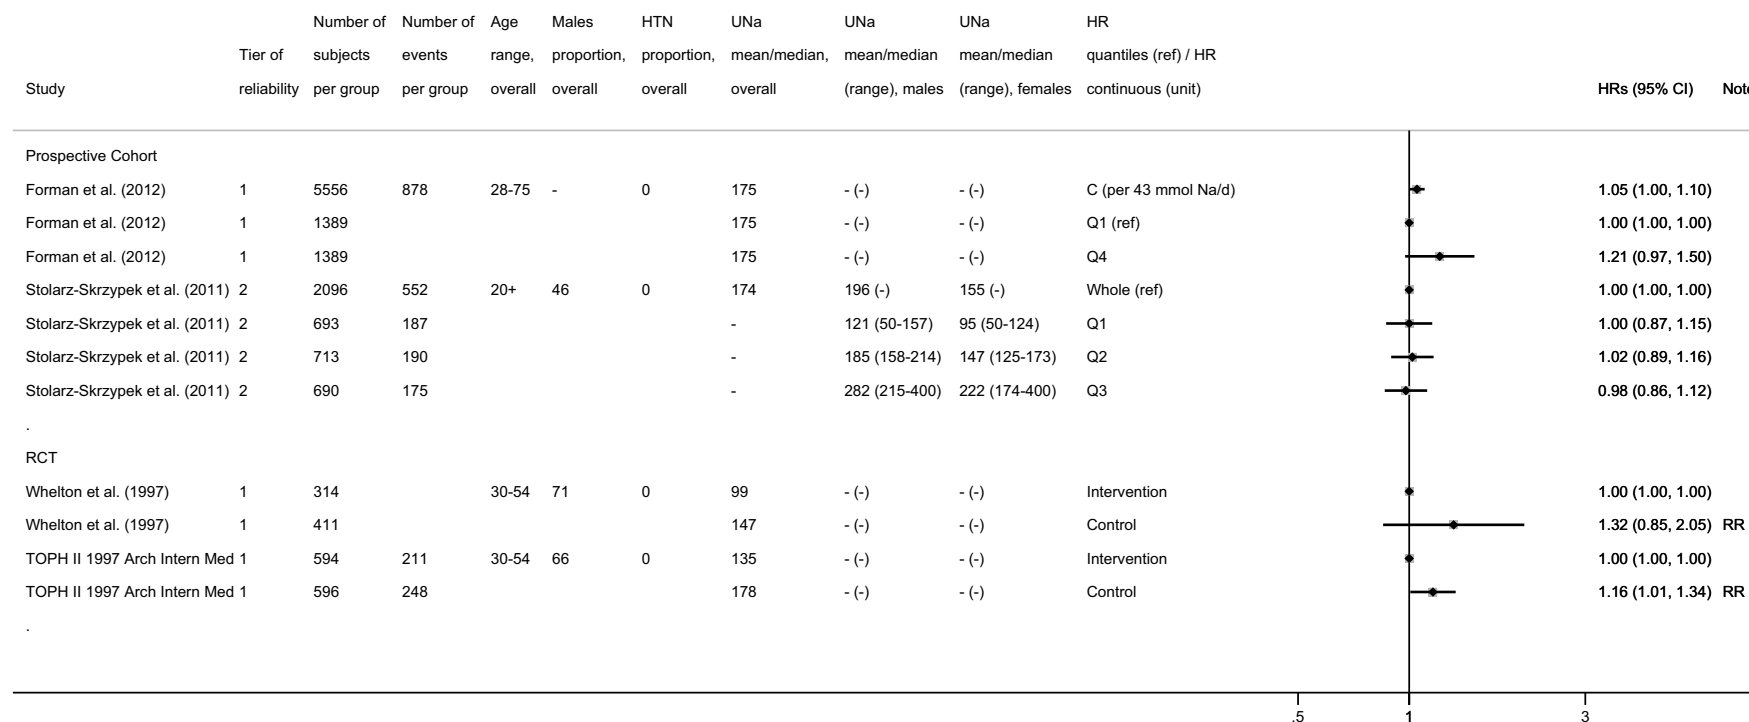 Number of Number of Age Males HTN UNa UNa UNa HR
Tier of subjects events range, proportion, proportion, mean/median, mean/median mean/median quantiles (ref) / HR
Study reliability per group per group overall overall overall overall (range), males (range), females continuous (unit) HRs (95% CI) Note
Prospective Cohort
Forman et al. (2012) 1 5556 878 28-75 - 0 175 - (-) - (-) C (per 43 mmol Na/d) 1.05 (1.00, 1.10)
Forman et al. (2012) 1 1389 175 - (-) - (-) Q1 (ref) 1.00 (1.00, 1.00)
Forman et al. (2012) 1 1389 175 - (-) - (-) Q4 1.21 (0.97, 1.50)
Stolarz-Skrzypek et al. (2011) 2 2096 552 20+ 46 0 174 196 (-) 155 (-) Whole (ref) 1.00 (1.00, 1.00)
Stolarz-Skrzypek et al. (2011) 2 693 187 - 121 (50-157) 95 (50-124) Q1 1.00 (0.87, 1.15)
Stolarz-Skrzypek et al. (2011) 2 713 190 - 185 (158-214) 147 (125-173) Q2 1.02 (0.89, 1.16)
Stolarz-Skrzypek et al. (2011) 2 690 175 - 282 (215-400) 222 (174-400) Q3 0.98 (0.86, 1.12)
.
RCT
Whelton et al. (1997) 1 314 30-54 71 0 99 - (-) - (-) Intervention 1.00 (1.00, 1.00)
Whelton et al. (1997) 1 411 147 - (-) - (-) Control 1.32 (0.85, 2.05) RR
TOPH II 1997 Arch Intern Med 1 594 211 30-54 66 0 135 - (-) - (-) Intervention 1.00 (1.00, 1.00)
TOPH II 1997 Arch Intern Med 1 596 248 178 - (-) - (-) Control 1.16 (1.01, 1.34) RR
.
.5 1 3